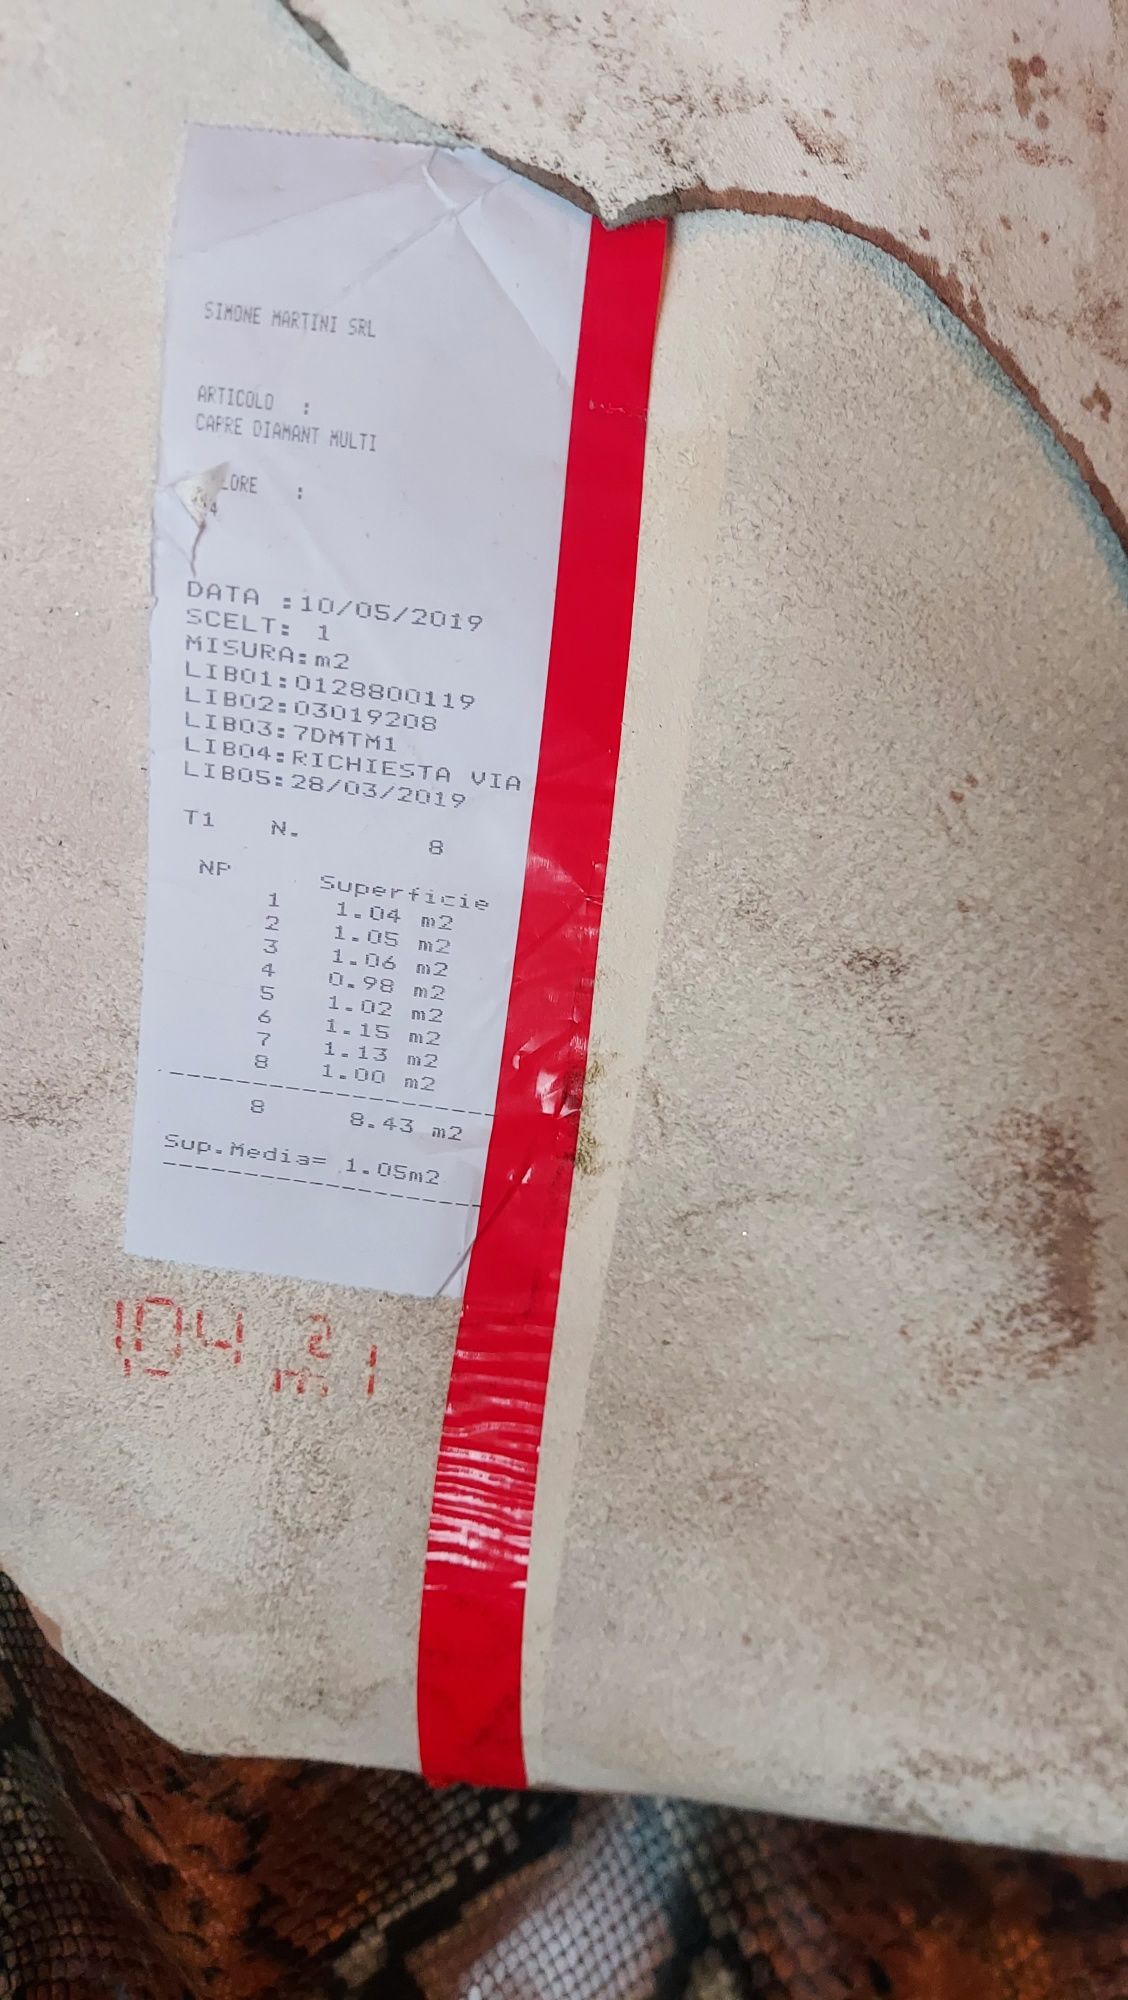 SIMONE MARTINI SRL
ARTICOLO :
CAPRE DIAMANT MULTI
LORE :
4
DATA :10/05/2019
SCELT: 1
MISURA:m2
LIB01:0128800119
LIB02:03019208
LIB03:7DMTM1
LIB04:RICHIESTA VIA
LIB05:28/03/2019
T1 N. 8
NP Superficie
1 1.04 m2
2 1.05 m2
3 1.06 m2
4 0.98 m2
5 1.02 m2
6 1.15 m2
7 1.13 m2
8 1.00 m2
8 8.43 m2
Sup.Media= 1.05m2
104 m2 1